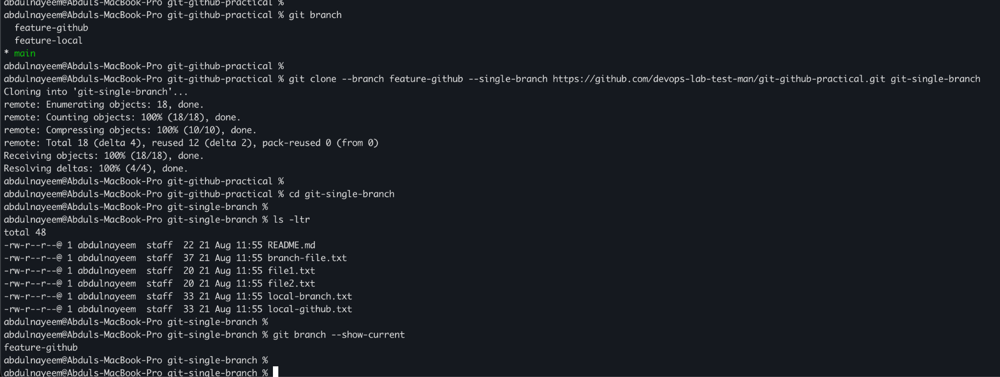 abdulnayeem@Abduls-MacBook-Pro git-github-practical %
abdulnayeem@Abduls-MacBook-Pro git-github-practical % git branch
  feature-github
  feature-local
* main
abdulnayeem@Abduls-MacBook-Pro git-github-practical %
abdulnayeem@Abduls-MacBook-Pro git-github-practical % git clone --branch feature-github --single-branch https://github.com/devops-lab-test-man/git-github-practical.git git-single-branch
Cloning into 'git-single-branch'...
remote: Enumerating objects: 18, done.
remote: Counting objects: 100% (18/18), done.
remote: Compressing objects: 100% (10/10), done.
remote: Total 18 (delta 4), reused 12 (delta 2), pack-reused 0 (from 0)
Receiving objects: 100% (18/18), done.
Resolving deltas: 100% (4/4), done.
abdulnayeem@Abduls-MacBook-Pro git-github-practical %
abdulnayeem@Abduls-MacBook-Pro git-github-practical % cd git-single-branch
abdulnayeem@Abduls-MacBook-Pro git-single-branch %
abdulnayeem@Abduls-MacBook-Pro git-single-branch % ls -ltr
total 48
-rw-r--r--@ 1 abdulnayeem  staff  22 21 Aug 11:55 README.md
-rw-r--r--@ 1 abdulnayeem  staff  37 21 Aug 11:55 branch-file.txt
-rw-r--r--@ 1 abdulnayeem  staff  20 21 Aug 11:55 file1.txt
-rw-r--r--@ 1 abdulnayeem  staff  20 21 Aug 11:55 file2.txt
-rw-r--r--@ 1 abdulnayeem  staff  33 21 Aug 11:55 local-branch.txt
-rw-r--r--@ 1 abdulnayeem  staff  33 21 Aug 11:55 local-github.txt
abdulnayeem@Abduls-MacBook-Pro git-single-branch %
abdulnayeem@Abduls-MacBook-Pro git-single-branch % git branch --show-current
feature-github
abdulnayeem@Abduls-MacBook-Pro git-single-branch %
abdulnayeem@Abduls-MacBook-Pro git-single-branch %